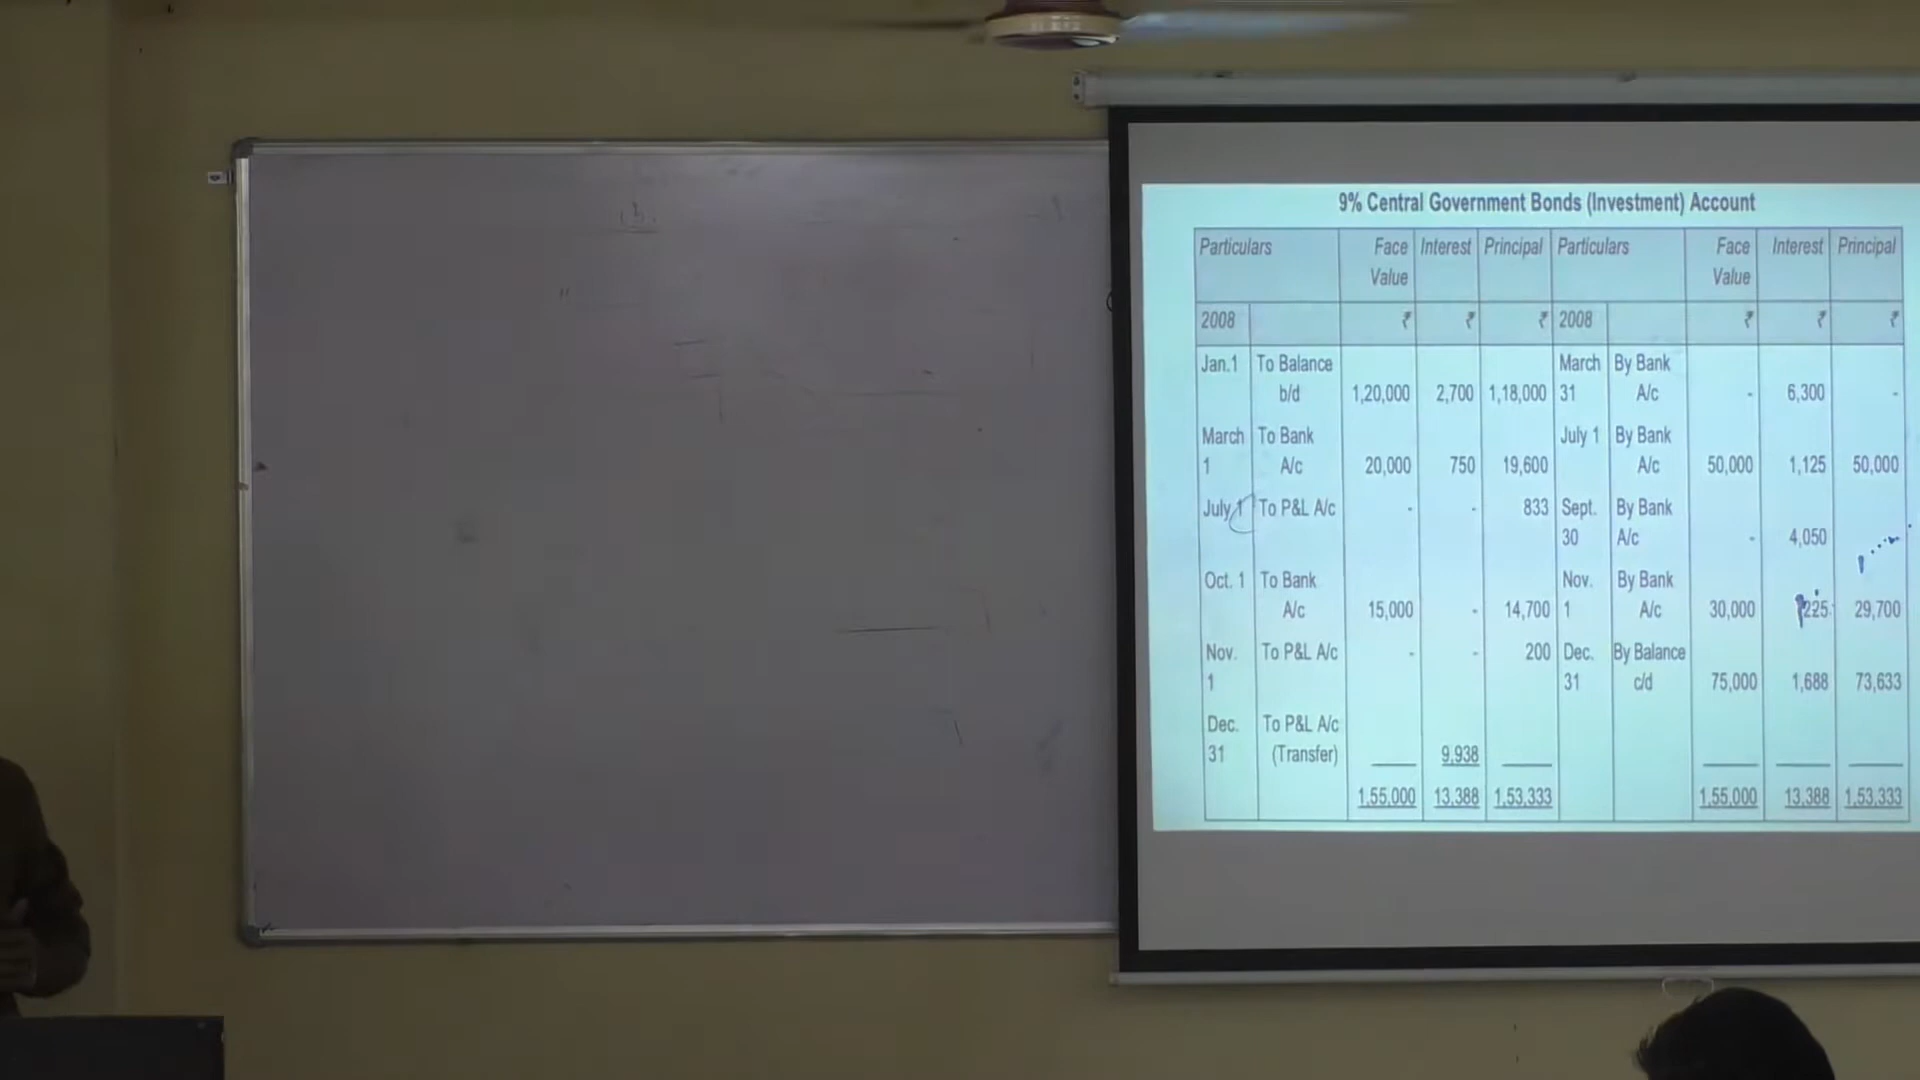 9% Central Government Bonds (Investment) Account
Particulars Face Value Interest Principal Particulars Face Value Interest Principal
2008 ₹ ₹ ₹ 2008 ₹ ₹ ₹
Jan.1 To Balance b/d 1,20,000 2,700 1,18,000 March 31 By Bank A/c - 6,300 -
March 1 To Bank A/c 20,000 750 19,600 July 1 By Bank A/c 50,000 1,125 50,000
July 1 To P&L A/c - - 833 Sept. 30 By Bank A/c - 4,050
Oct. 1 To Bank A/c 15,000 - 14,700 Nov. 1 By Bank A/c 30,000 225 29,700
Nov. 1 To P&L A/c - - 200 Dec. 31 By Balance c/d 75,000 1,688 73,633
Dec. 31 To P&L A/c (Transfer) 9,938
1,55,000 13,388 1,53,333 1,55,000 13,388 1,53,333